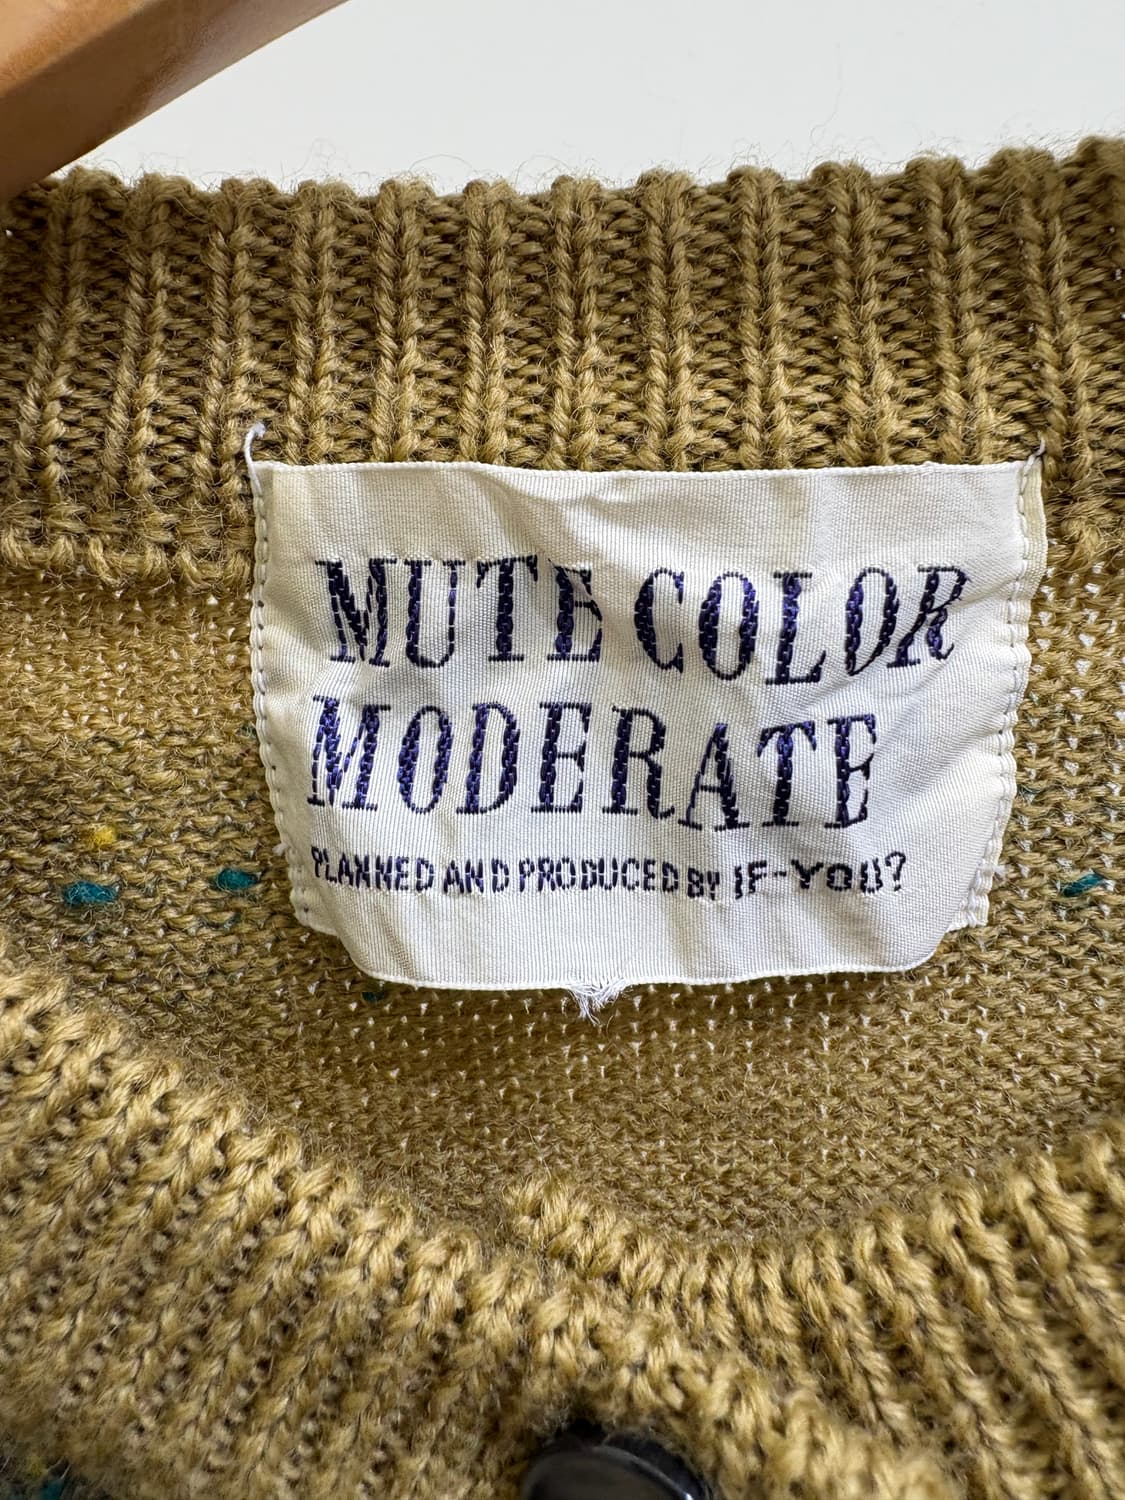 MUTE COLOR
MODERATE
PLANNED AND PRODUCED BY IF-YOU?